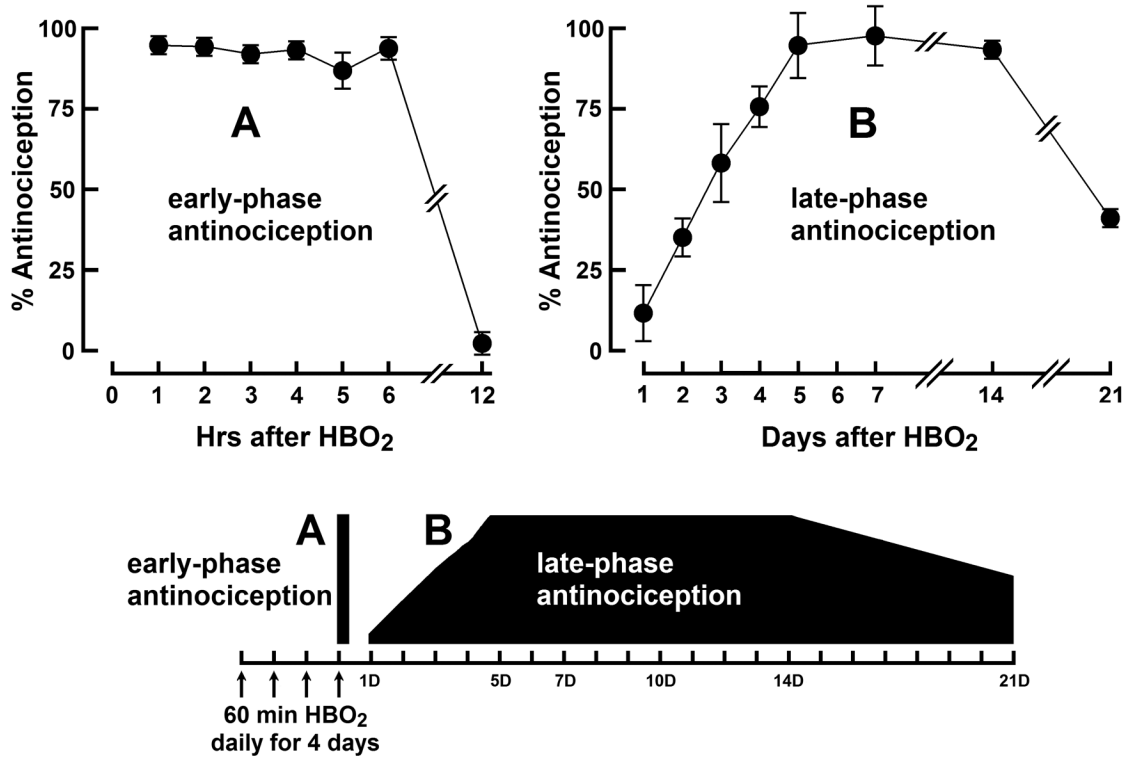 100
75
50
25
0
% Antinociception
A
early-phase
antinociception
0 1 2 3 4 5 6 12
Hrs after HBO2
100
75
50
25
0
% Antinociception
B
late-phase
antinociception
1 2 3 4 5 6 7 14 21
Days after HBO2
A
early-phase
antinociception
B
late-phase
antinociception
1D 5D 7D 10D 14D 21D
60 min HBO2
daily for 4 days